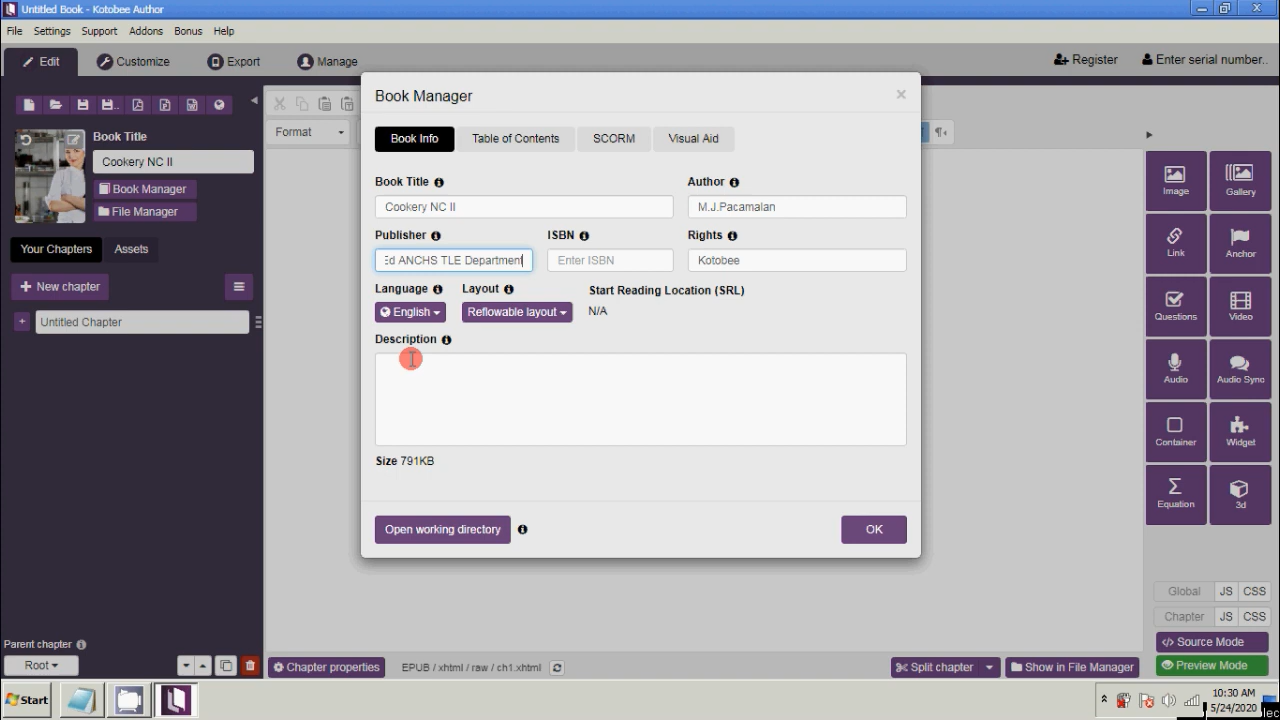 Untitled Book - Kotobee Author
File Settings Support Addons Bonus Help
Edit Customize Export Manage Register Enter serial number..
Book Title
Cookery NC II
Book Manager
File Manager
Your Chapters Assets
New chapter
Untitled Chapter
Parent chapter
Root
Format
Book Manager
Book Info Table of Contents SCORM Visual Aid
Book Title Author
Cookery NC II M.J.Pacamalan
Publisher ISBN Rights
Ed ANCHS TLE Department Enter ISBN Kotobee
Language Layout Start Reading Location (SRL)
English Reflowable layout N/A
Description
Size 791KB
Open working directory OK
Image Gallery
Link Anchor
Questions Video
Audio Audio Sync
Container Widget
Equation 3d
Global JS CSS
Chapter JS CSS
Source Mode
Preview Mode
Chapter properties EPUB / xhtml / raw / ch1.xhtml Split chapter Show in File Manager
Start
10:30 AM
5/24/2020